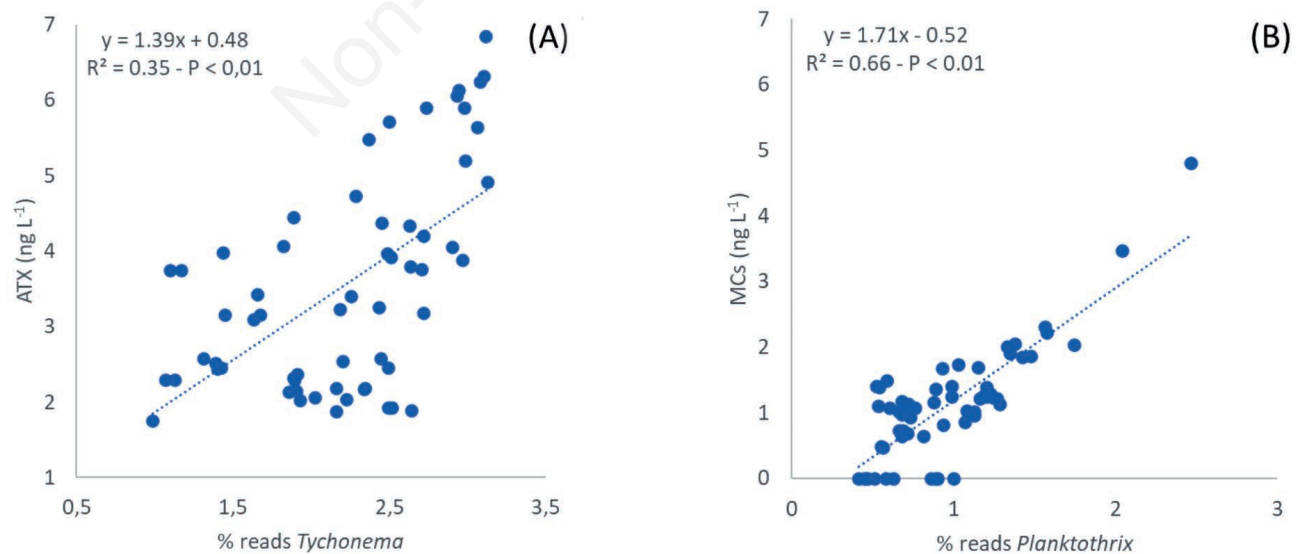 y = 1.39x + 0.48
R² = 0.35 - P < 0,01
(A)
7
6
5
4
3
2
1
ATX (ng L⁻¹)
0,5
1,5
2,5
3,5
% reads Tychonema
Non-
y = 1.71x - 0.52
R² = 0.66 - P < 0.01
(B)
7
6
5
4
3
2
1
0
MCs (ng L⁻¹)
0
1
2
3
% reads Planktothrix